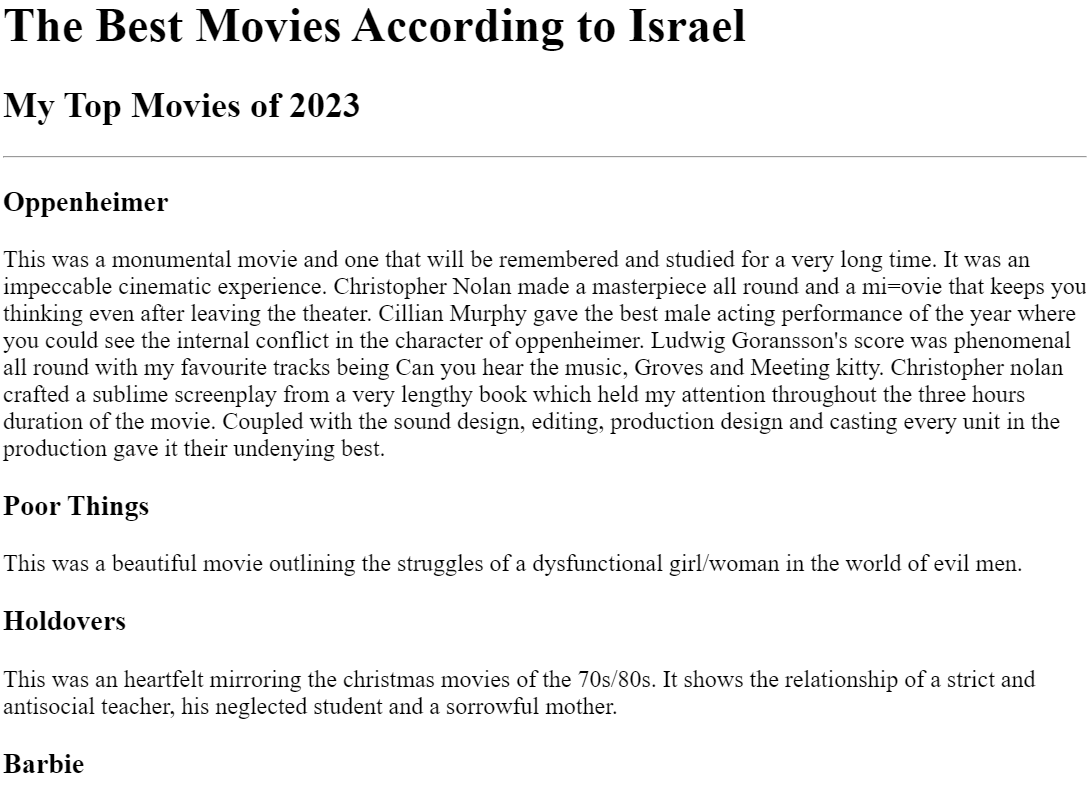 The Best Movies According to Israel
My Top Movies of 2023
Oppenheimer
This was a monumental movie and one that will be remembered and studied for a very long time. It was an
impeccable cinematic experience. Christopher Nolan made a masterpiece all round and a mi=ovie that keeps you
thinking even after leaving the theater. Cillian Murphy gave the best male acting performance of the year where
you could see the internal conflict in the character of oppenheimer. Ludwig Goransson's score was phenomenal
all round with my favourite tracks being Can you hear the music, Groves and Meeting kitty. Christopher nolan
crafted a sublime screenplay from a very lengthy book which held my attention throughout the three hours
duration of the movie. Coupled with the sound design, editing, production design and casting every unit in the
production gave it their undenying best.
Poor Things
This was a beautiful movie outlining the struggles of a dysfunctional girl/woman in the world of evil men.
Holdovers
This was an heartfelt mirroring the christmas movies of the 70s/80s. It shows the relationship of a strict and
antisocial teacher, his neglected student and a sorrowful mother.
Barbie